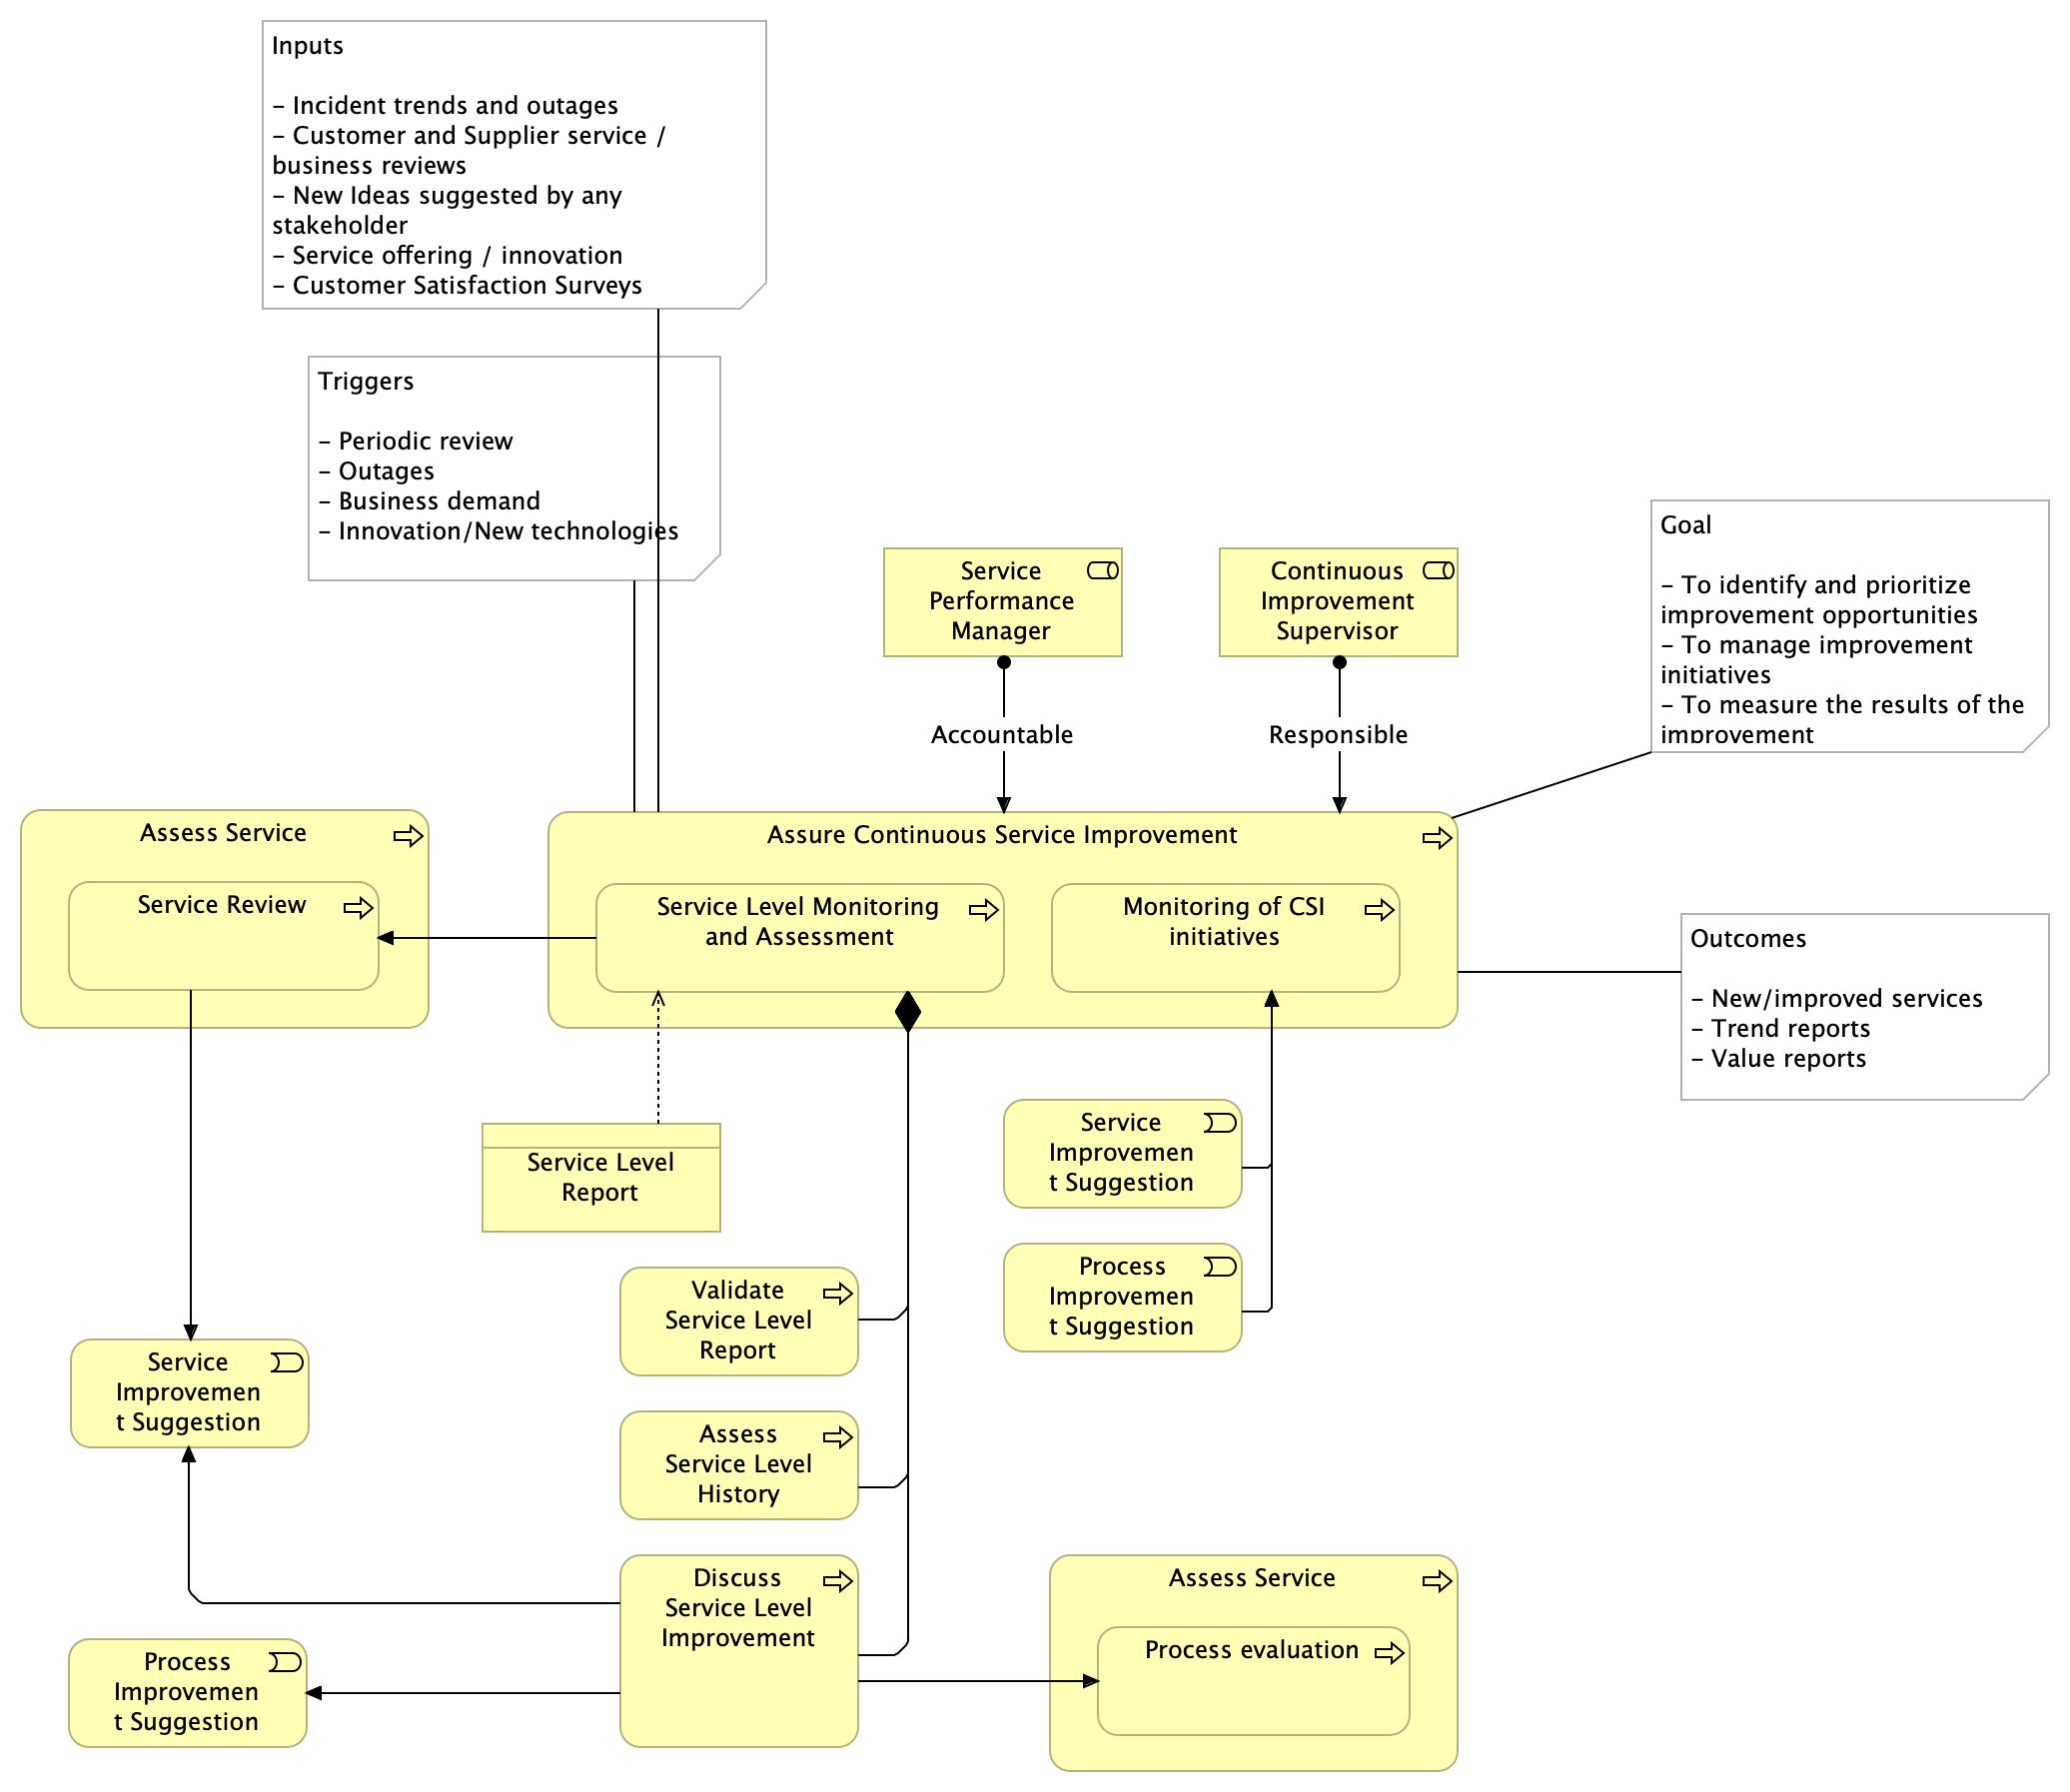 Inputs
- Incident trends and outages
- Customer and Supplier service /
business reviews
- New Ideas suggested by any
stakeholder
- Service offering / innovation
- Customer Satisfaction Surveys
Triggers
- Periodic review
- Outages
- Business demand
- Innovation/New technologies
Service
Performance
Manager
Continuous
Improvement
Supervisor
Goal
- To identify and prioritize
improvement opportunities
- To manage improvement
initiatives
- To measure the results of the
improvement
Accountable
Responsible
Assess Service
Service Review
Assure Continuous Service Improvement
Service Level Monitoring
and Assessment
Monitoring of CSI
initiatives
Outcomes
- New/improved services
- Trend reports
- Value reports
Service Level
Report
Service
Improvemen
t Suggestion
Process
Improvemen
t Suggestion
Validate
Service Level
Report
Service
Improvemen
t Suggestion
Assess
Service Level
History
Discuss
Service Level
Improvement
Process
Improvemen
t Suggestion
Assess Service
Process evaluation